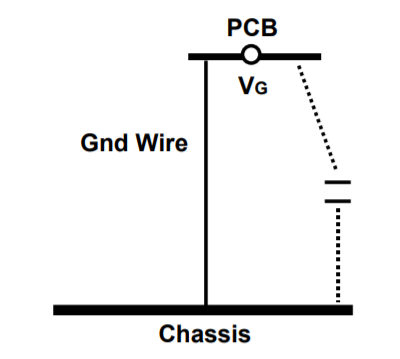 PCB
VG
Gnd Wire
Chassis